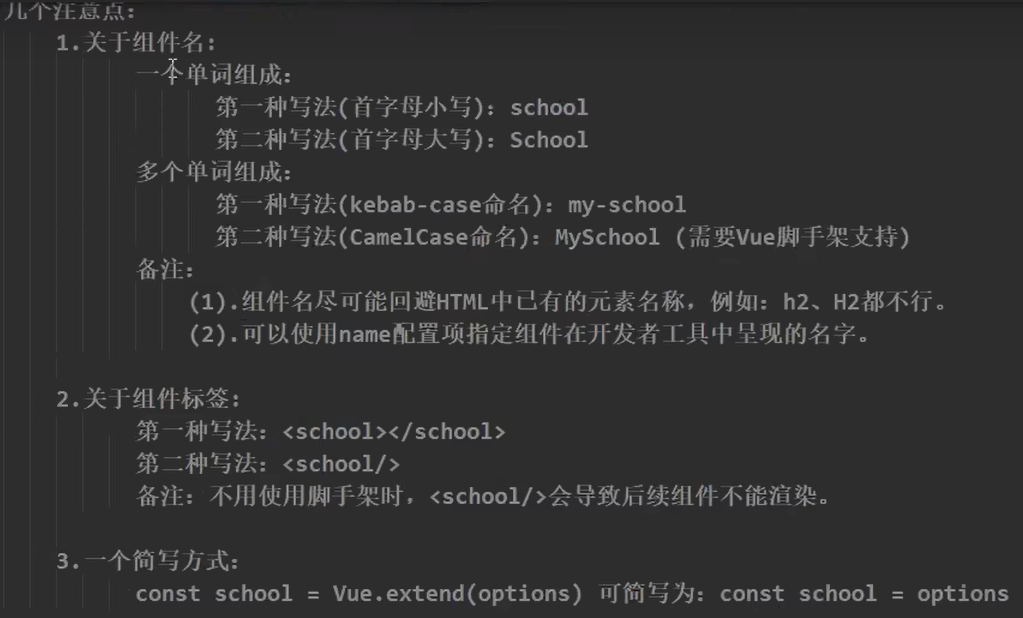 几个注意点:
1.关于组件名:
一个单词组成:
第一种写法(首字母小写): school
第二种写法(首字母大写): School
多个单词组成:
第一种写法(kebab-case命名): my-school
第二种写法(CamelCase命名): MySchool (需要Vue脚手架支持)
备注:
(1).组件名尽可能回避HTML中已有的元素名称，例如: h2、H2都不行。
(2).可以使用name配置项指定组件在开发者工具中呈现的名字。
2.关于组件标签:
第一种写法: <school></school>
第二种写法: <school/>
备注: 不用使用脚手架时，<school/>会导致后续组件不能渲染。
3.一个简写方式:
const school = Vue.extend(options) 可简写为: const school = options